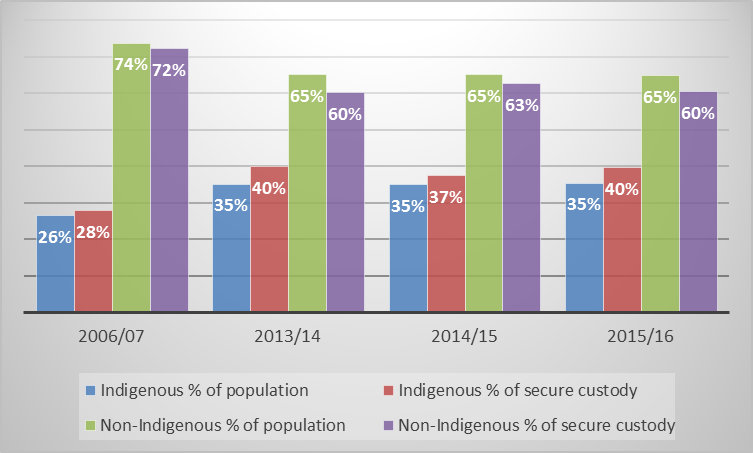 74% 72% 65% 60% 65% 63% 65% 60%
26% 28% 35% 40% 35% 37% 35% 40%
2006/07 2013/14 2014/15 2015/16
Indigenous % of population Indigenous % of secure custody
Non-Indigenous % of population Non-Indigenous % of secure custody